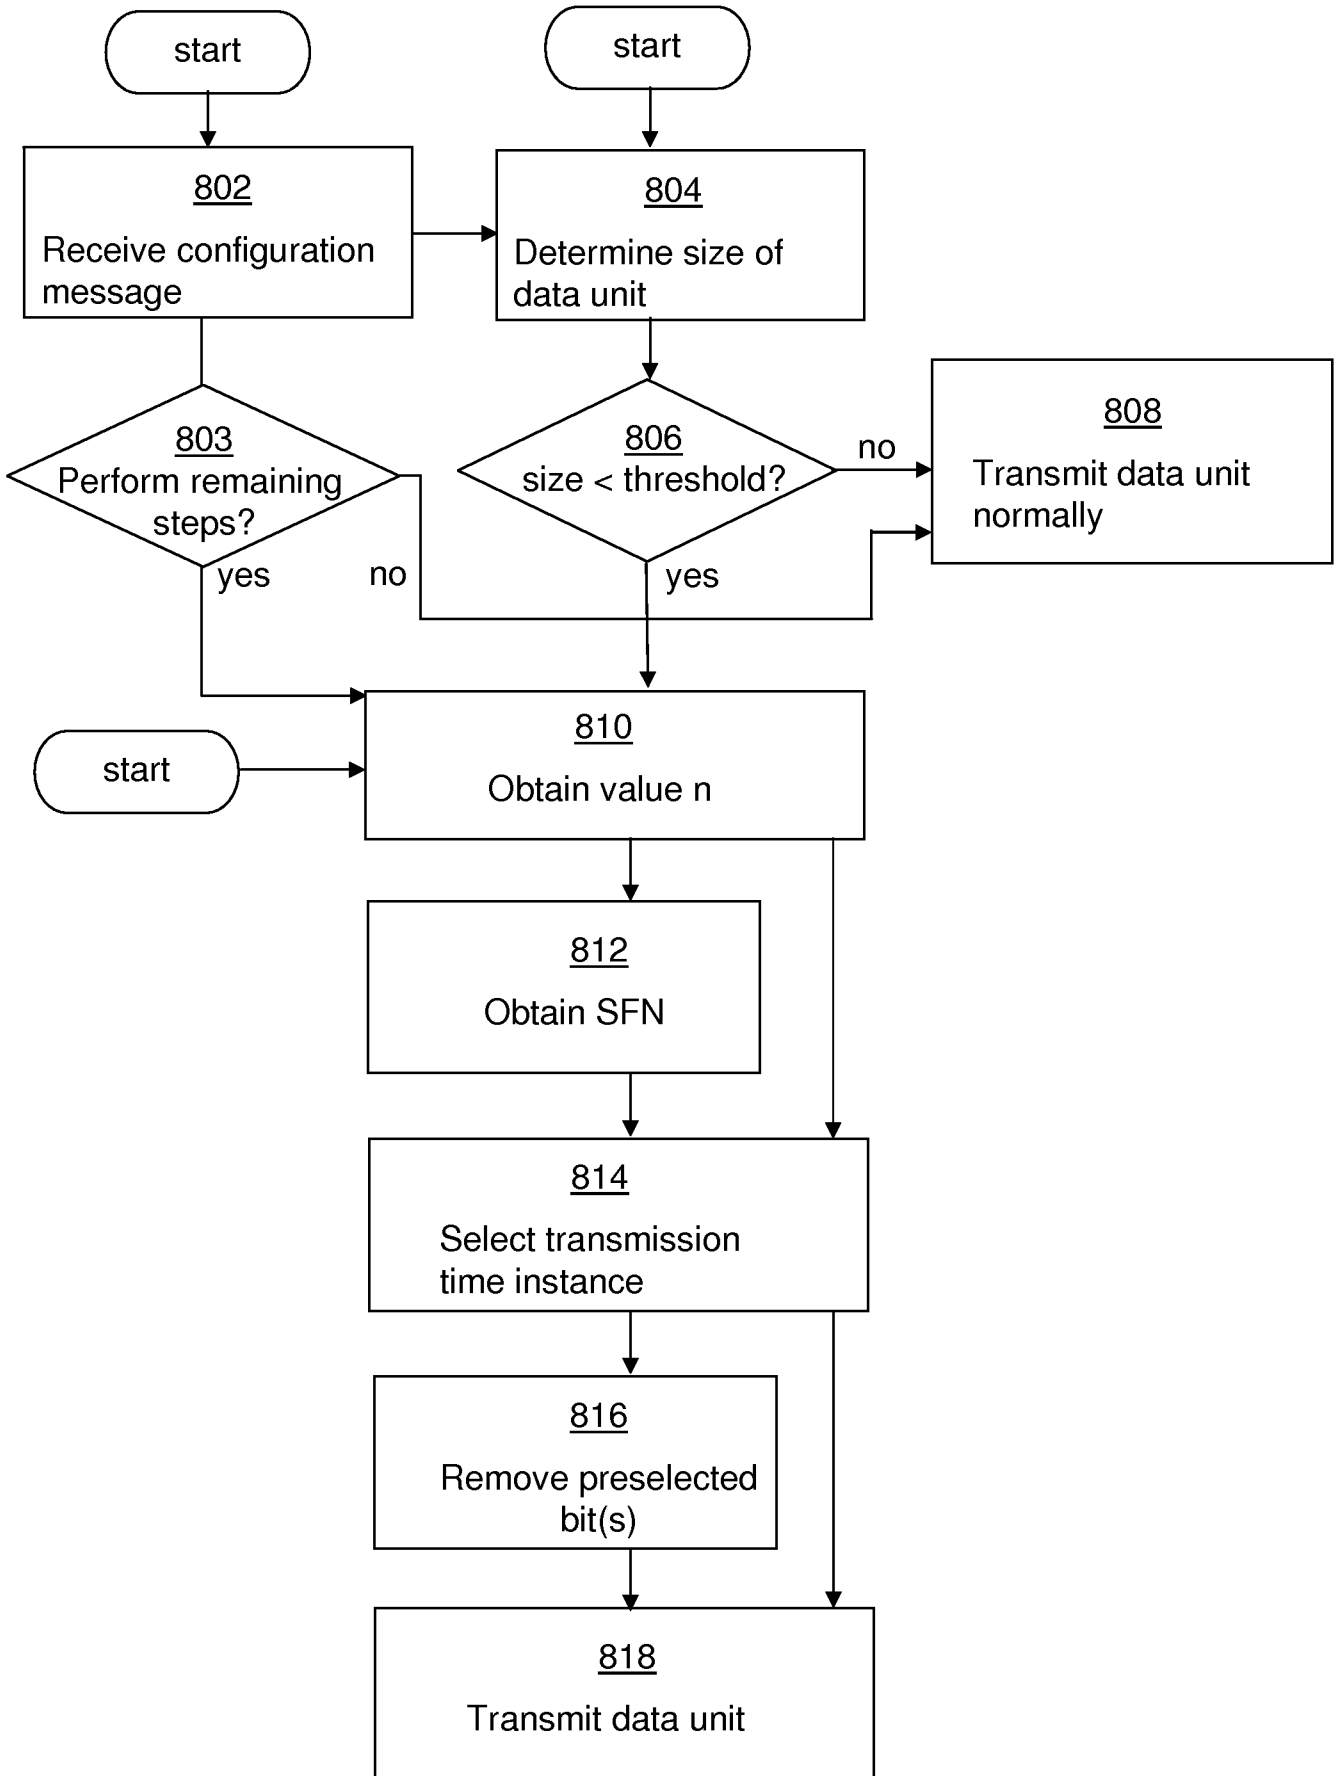 start
start
802
Receive configuration
message
804
Determine size of
data unit
803
Perform remaining
steps?
806
size < threshold?
no
808
Transmit data unit
normally
yes
no
yes
810
Obtain value n
start
812
Obtain SFN
814
Select transmission
time instance
816
Remove preselected
bit(s)
818
Transmit data unit